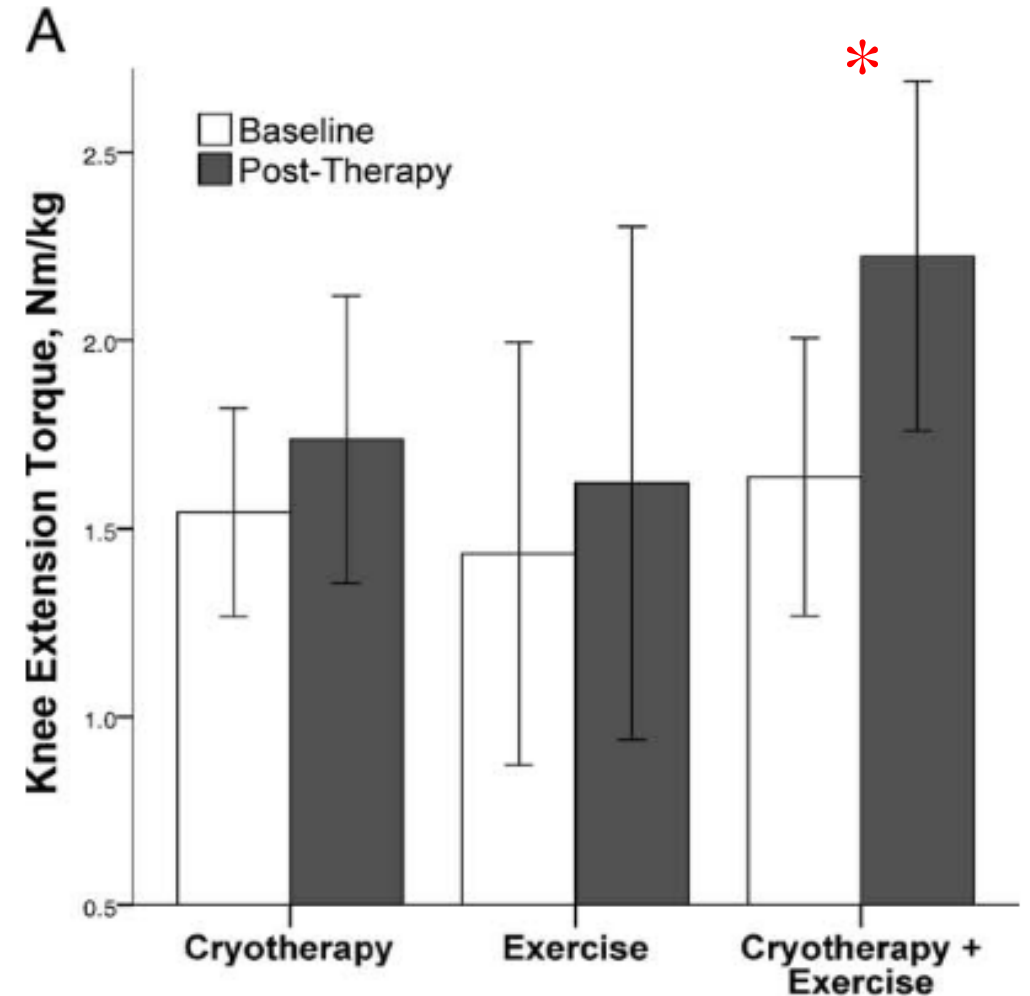 A
*
Baseline
Post-Therapy
Knee Extension Torque, Nm/kg
2.5
2.0
1.5
1.0
0.5
Cryotherapy
Exercise
Cryotherapy +
Exercise